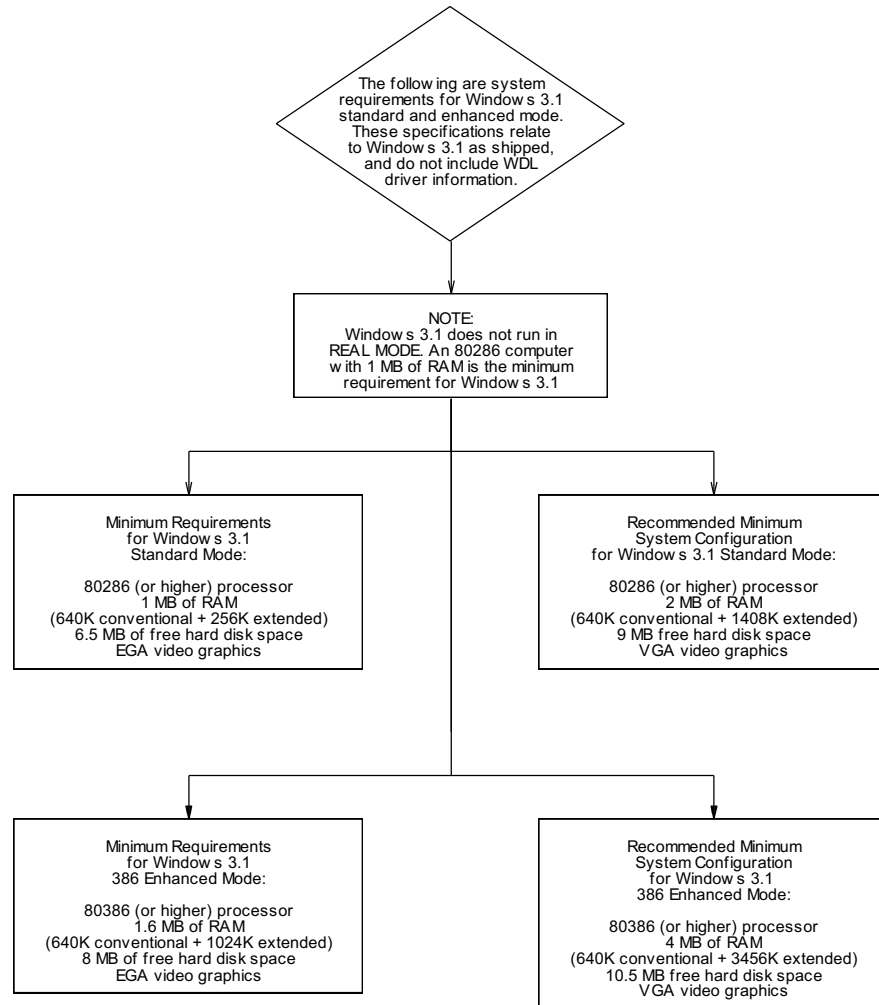 The following are system
requirements for Windows 3.1
standard and enhanced mode.
These specifications relate
to Windows 3.1 as shipped,
and do not include WDL
driver information.
NOTE:
Windows 3.1 does not run in
REAL MODE. An 80286 computer
with 1 MB of RAM is the minimum
requirement for Windows 3.1
Minimum Requirements
for Windows 3.1
Standard Mode:
80286 (or higher) processor
1 MB of RAM
(640K conventional + 256K extended)
6.5 MB of free hard disk space
EGA video graphics
Recommended Minimum
System Configuration
for Windows 3.1 Standard Mode:
80286 (or higher) processor
2 MB of RAM
(640K conventional + 1408K extended)
9 MB free hard disk space
VGA video graphics
Minimum Requirements
for Windows 3.1
386 Enhanced Mode:
80386 (or higher) processor
1.6 MB of RAM
(640K conventional + 1024K extended)
8 MB of free hard disk space
EGA video graphics
Recommended Minimum
System Configuration
for Windows 3.1
386 Enhanced Mode:
80386 (or higher) processor
4 MB of RAM
(640K conventional + 3456K extended)
10.5 MB free hard disk space
VGA video graphics